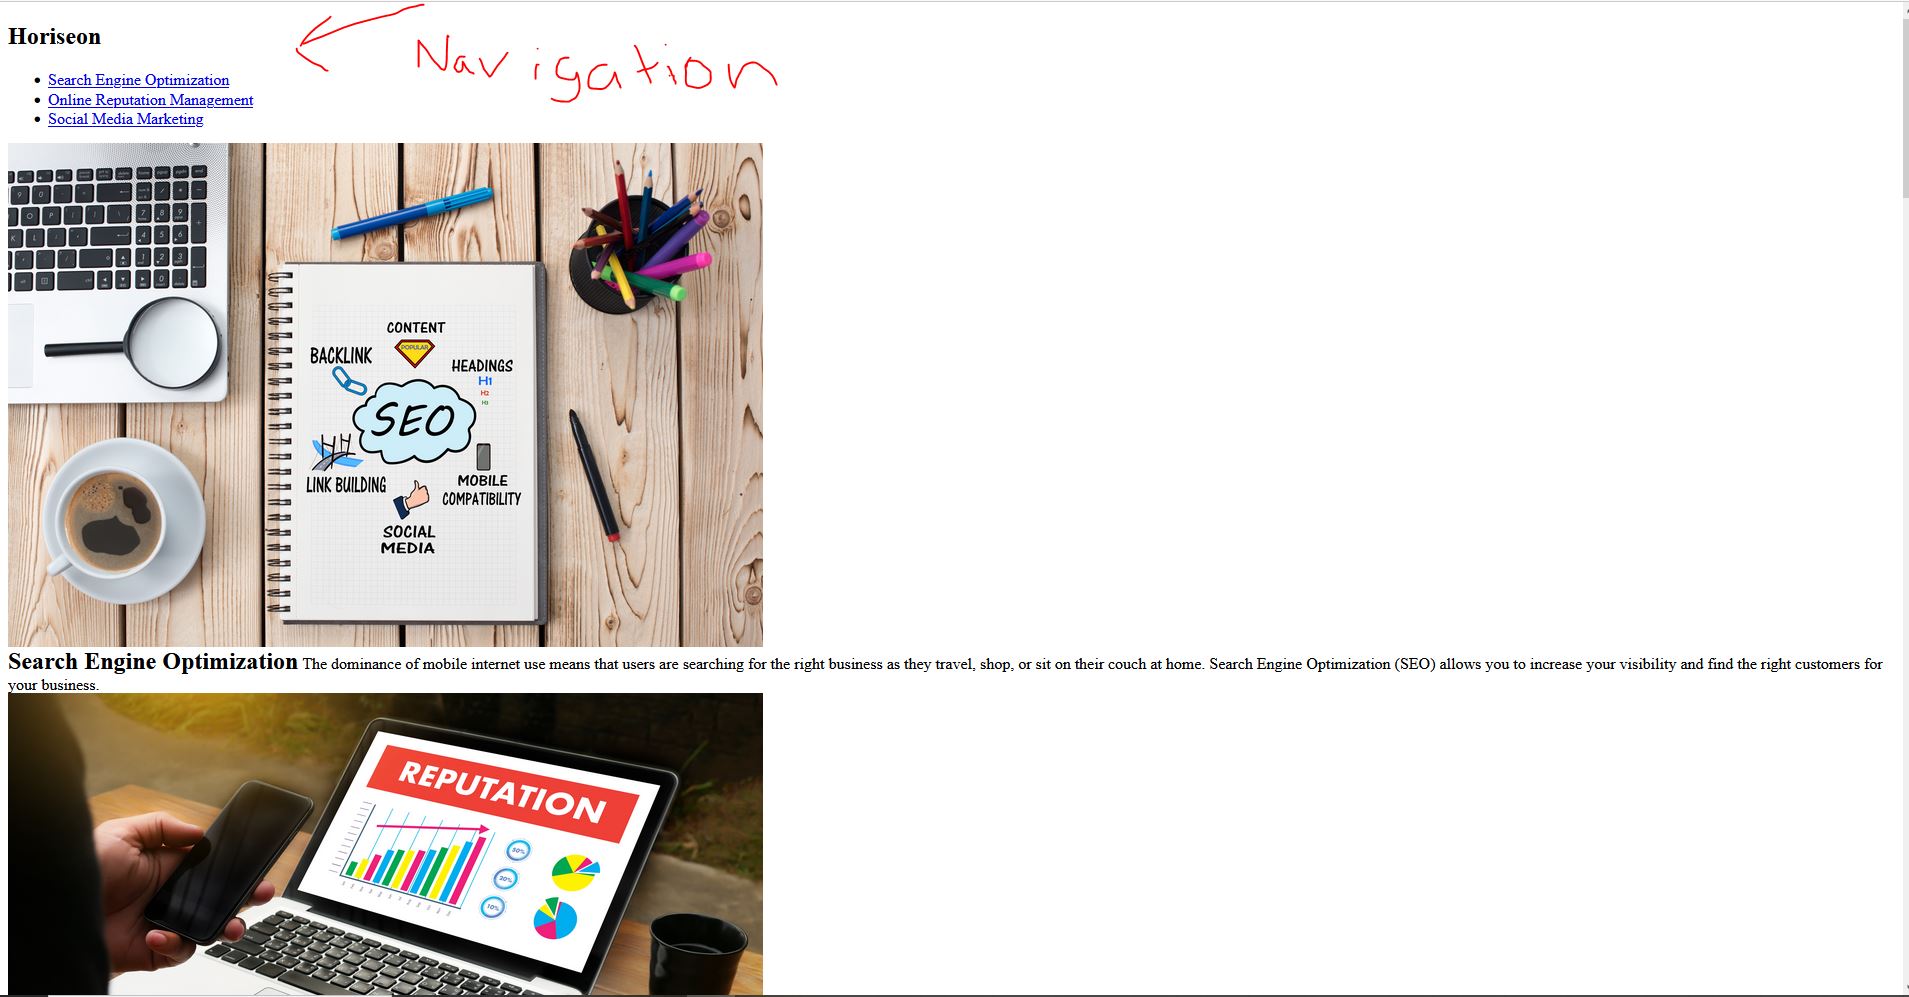 Horiseon
Navigation
Search Engine Optimization
Online Reputation Management
Social Media Marketing
CONTENT
POPULAR
BACKLINK
HEADINGS
H1
H2
H3
SEO
LINK BUILDING
MOBILE
COMPATIBILITY
SOCIAL
MEDIA
Search Engine Optimization The dominance of mobile internet use means that users are searching for the right business as they travel, shop, or sit on their couch at home. Search Engine Optimization (SEO) allows you to increase your visibility and find the right customers for
your business.
REPUTATION
50%
20%
10%